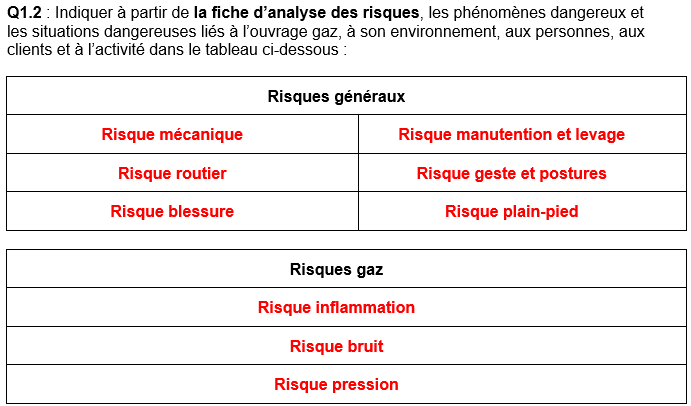 Q1.2 : Indiquer à partir de la fiche d’analyse des risques, les phénomènes dangereux et
les situations dangereuses liés à l’ouvrage gaz, à son environnement, aux personnes, aux
clients et à l’activité dans le tableau ci-dessous :
Risques généraux
Risque mécanique
Risque manutention et levage
Risque routier
Risque geste et postures
Risque blessure
Risque plain-pied
Risques gaz
Risque inflammation
Risque bruit
Risque pression